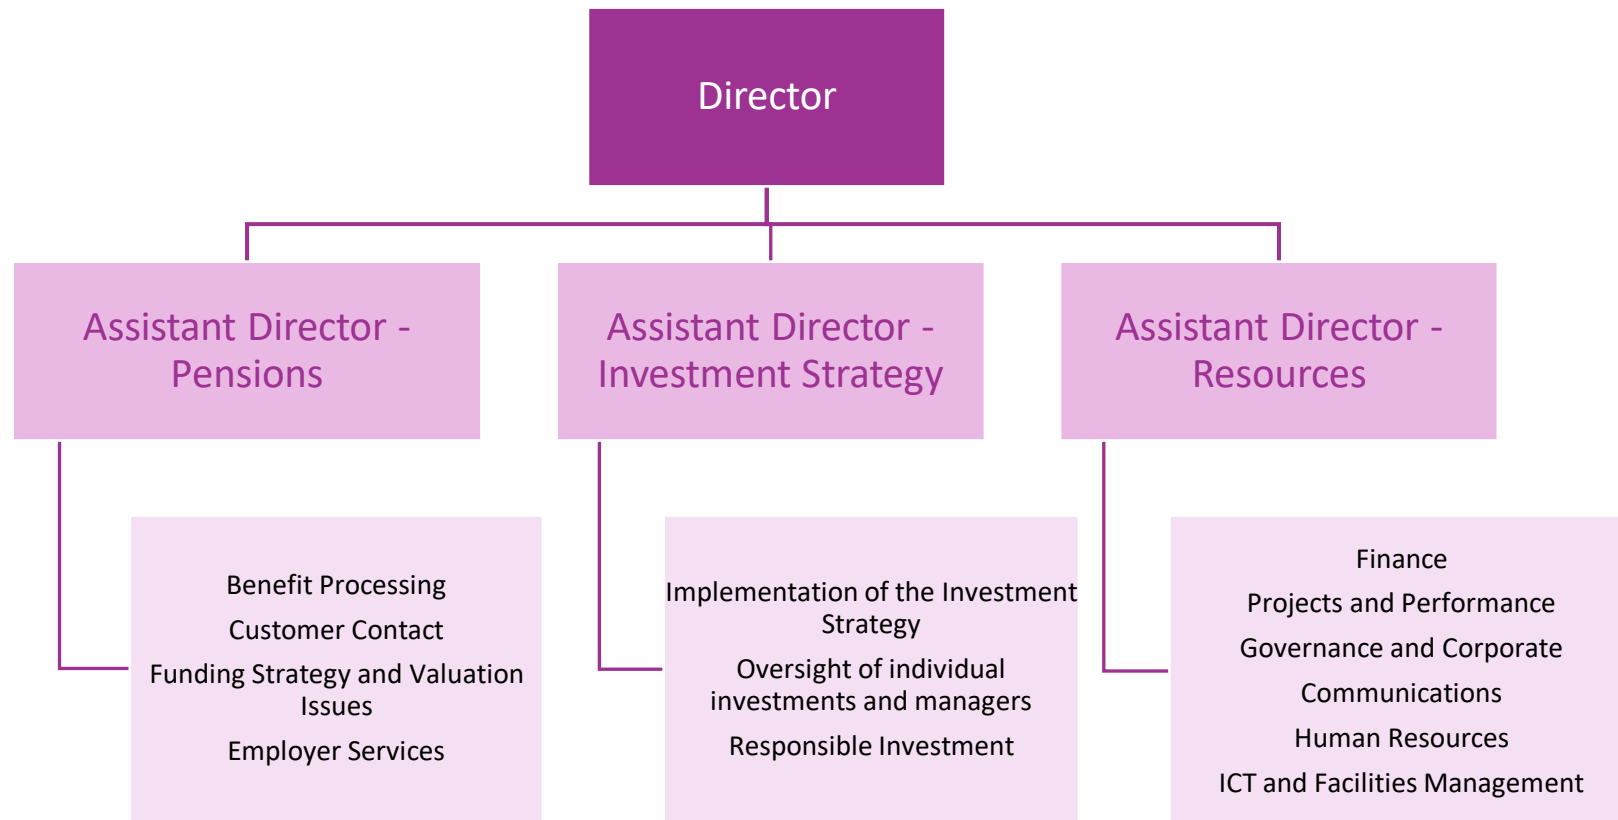 Director
Assistant Director -
Pensions
Assistant Director -
Investment Strategy
Assistant Director -
Resources
Benefit Processing
Customer Contact
Funding Strategy and Valuation
Issues
Employer Services
Implementation of the Investment
Strategy
Oversight of individual
investments and managers
Responsible Investment
Finance
Projects and Performance
Governance and Corporate
Communications
Human Resources
ICT and Facilities Management